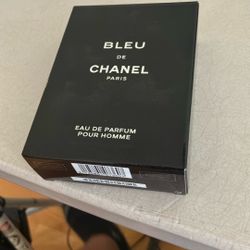 BLEU
DE
CHANEL
PARIS
EAU DE PARFUM
POUR HOMME